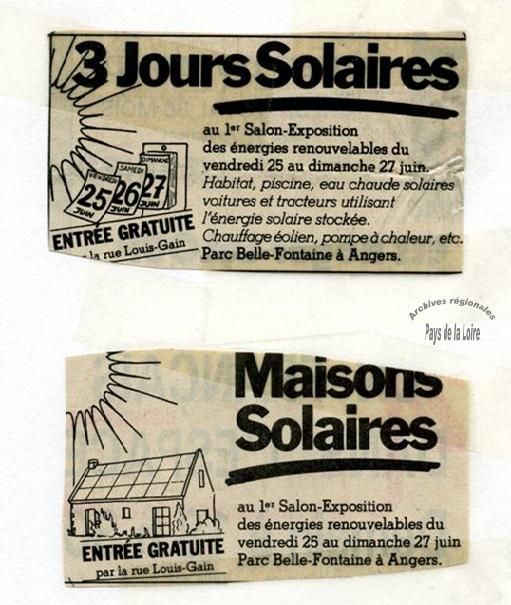 3 Jours Solaires
au 1er Salon-Exposition
des énergies renouvelables du
vendredi 25 au dimanche 27 juin.
Habitat, piscine, eau chaude solaires
voitures et tracteurs utilisant
l'énergie solaire stockée.
Chauffage éolien, pompe à chaleur, etc.
Parc Belle-Fontaine à Angers.
VENDREDI
25
JUIN
SAMEDI
26
JUIN
DIMANCHE
27
JUIN
ENTRÉE GRATUITE
la rue Louis-Gain
Archives régionales
Pays de la Loire
Maisons
Solaires
au 1er Salon-Exposition
des énergies renouvelables du
vendredi 25 au dimanche 27 juin
Parc Belle-Fontaine à Angers.
ENTRÉE GRATUITE
par la rue Louis-Gain